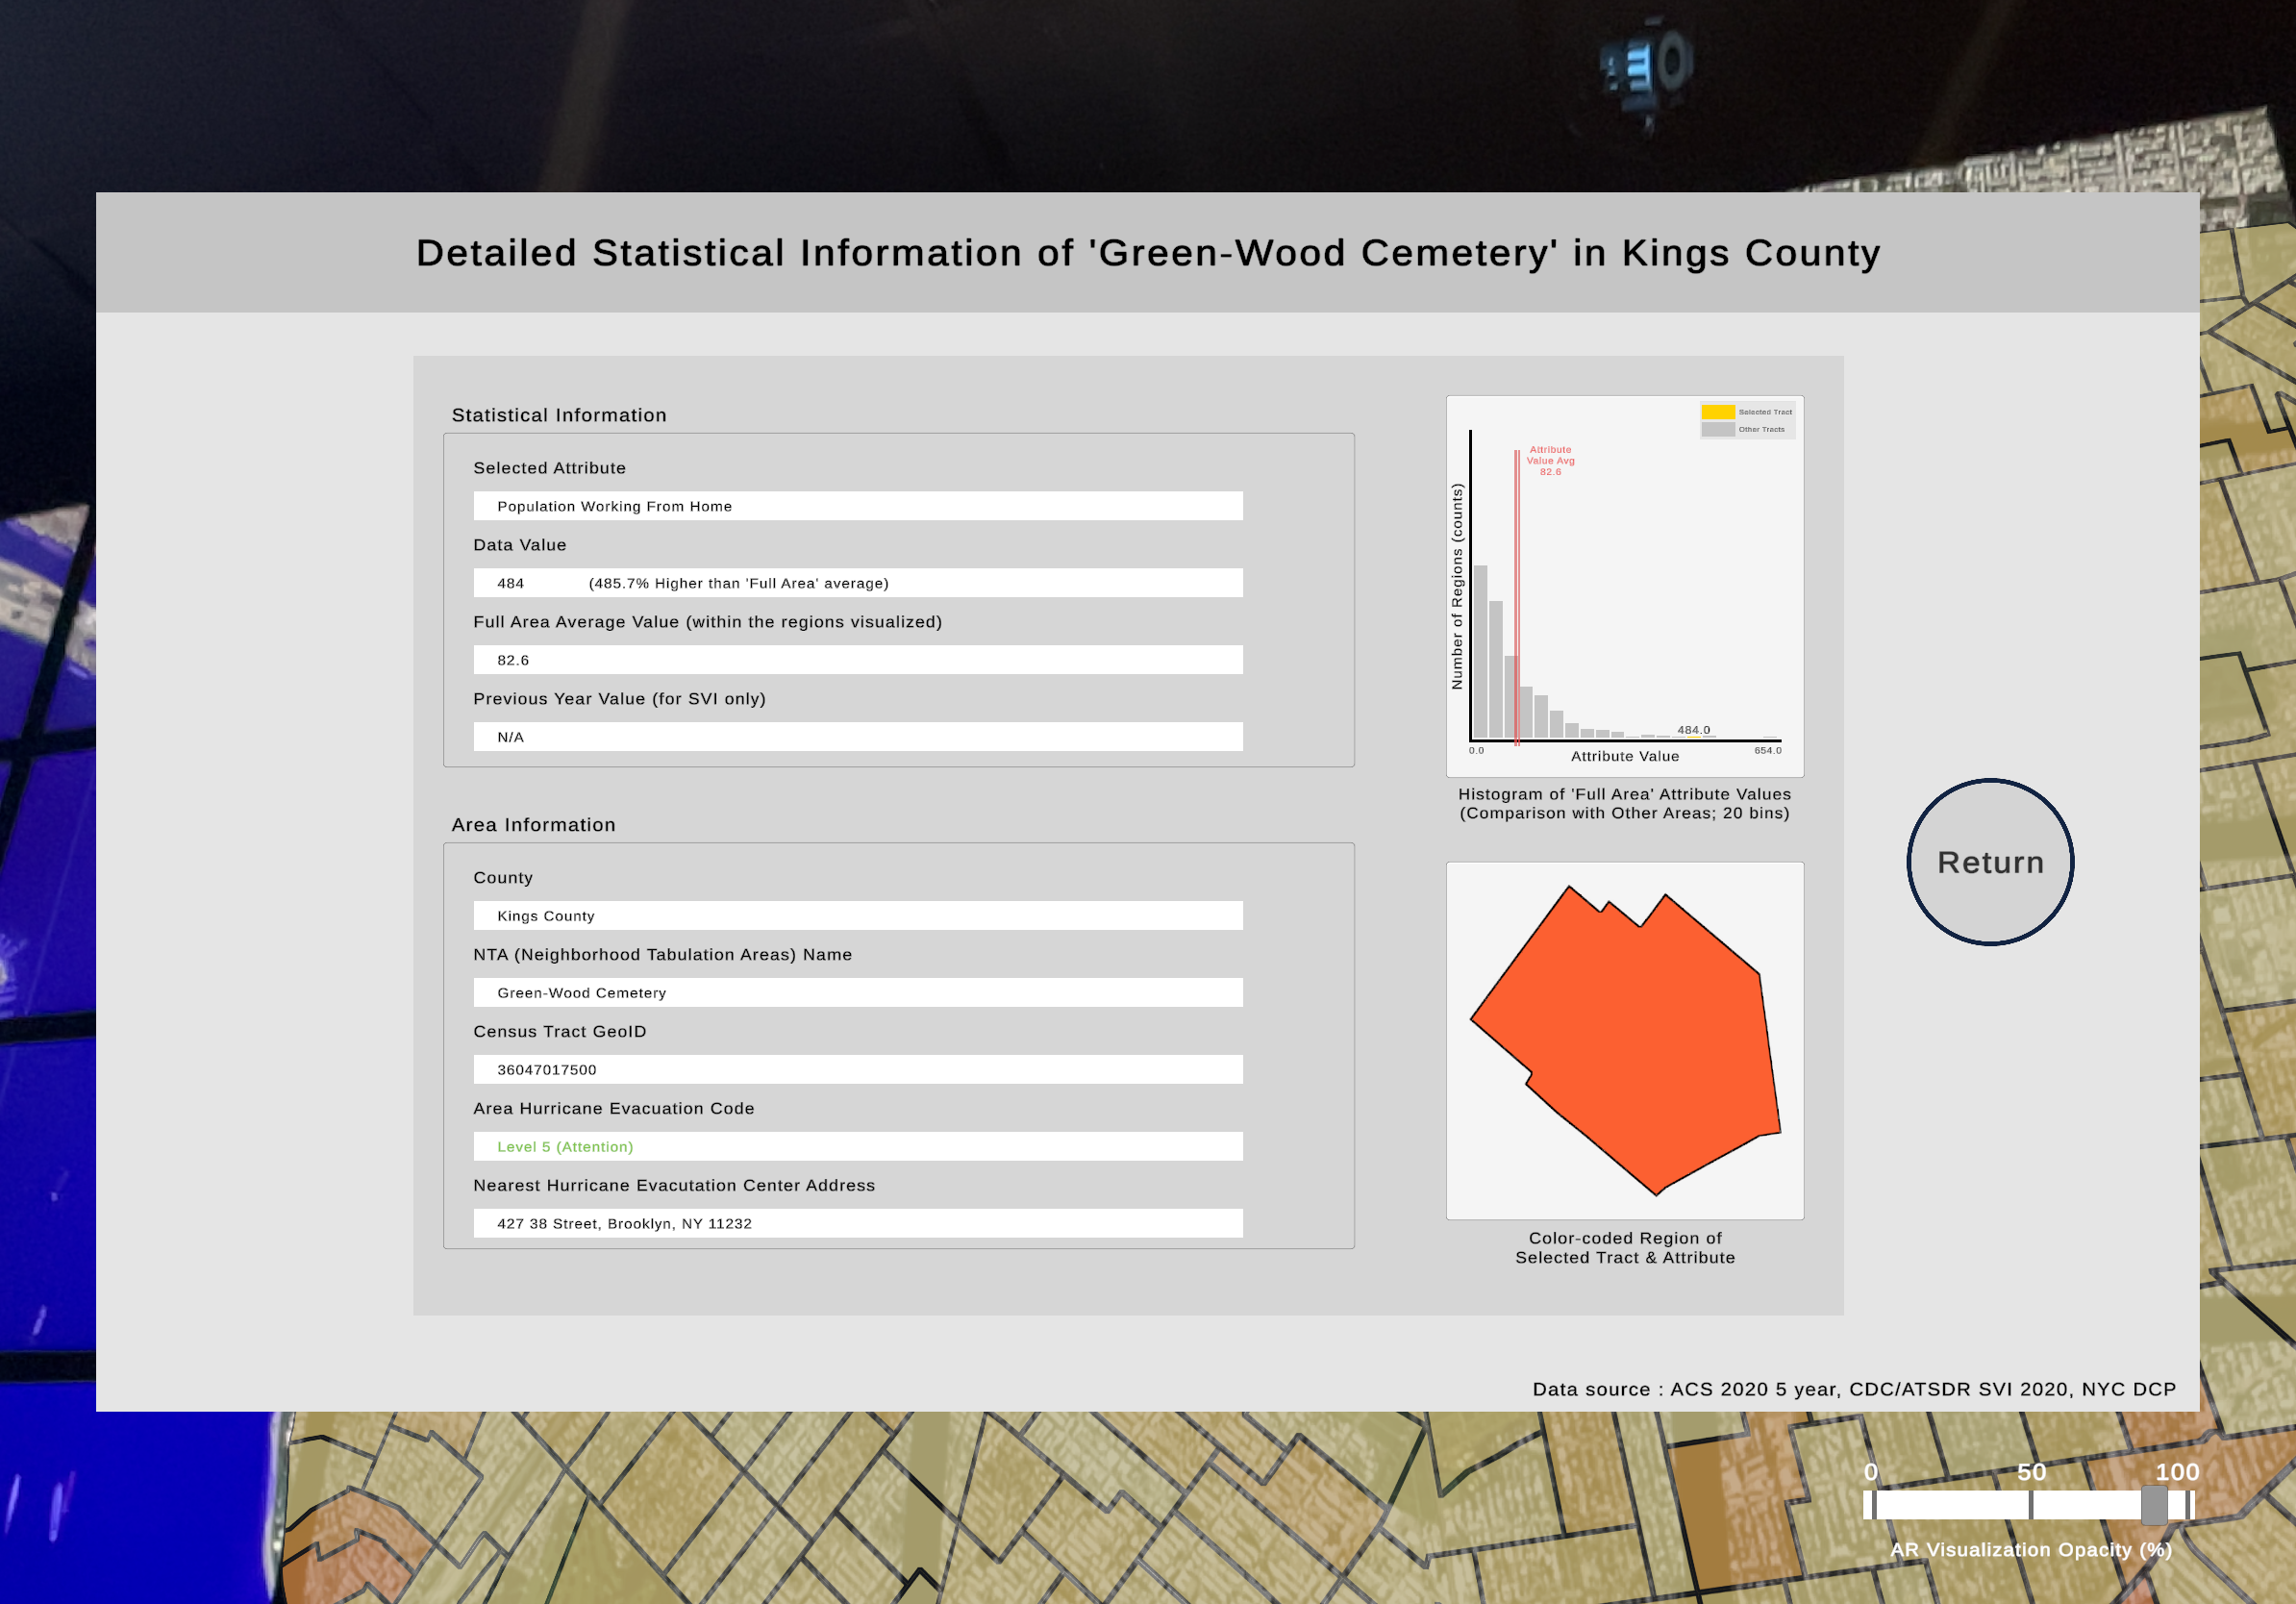 Detailed Statistical Information of 'Green-Wood Cemetery' in Kings County
Statistical Information
Selected Attribute
Population Working From Home
Data Value
484 (485.7% Higher than 'Full Area' average)
Full Area Average Value (within the regions visualized)
82.6
Previous Year Value (for SVI only)
N/A
Area Information
County
Kings County
NTA (Neighborhood Tabulation Areas) Name
Green-Wood Cemetery
Census Tract GeoID
36047017500
Area Hurricane Evacuation Code
Level 5 (Attention)
Nearest Hurricane Evacutation Center Address
427 38 Street, Brooklyn, NY 11232
Selected Tract
Other Tracts
Attribute
Value Avg
82.6
Number of Regions (counts)
484.0
0.0
654.0
Attribute Value
Histogram of 'Full Area' Attribute Values
(Comparison with Other Areas; 20 bins)
Color-coded Region of
Selected Tract & Attribute
Return
Data source : ACS 2020 5 year, CDC/ATSDR SVI 2020, NYC DCP
0 50 100
AR Visualization Opacity (%)